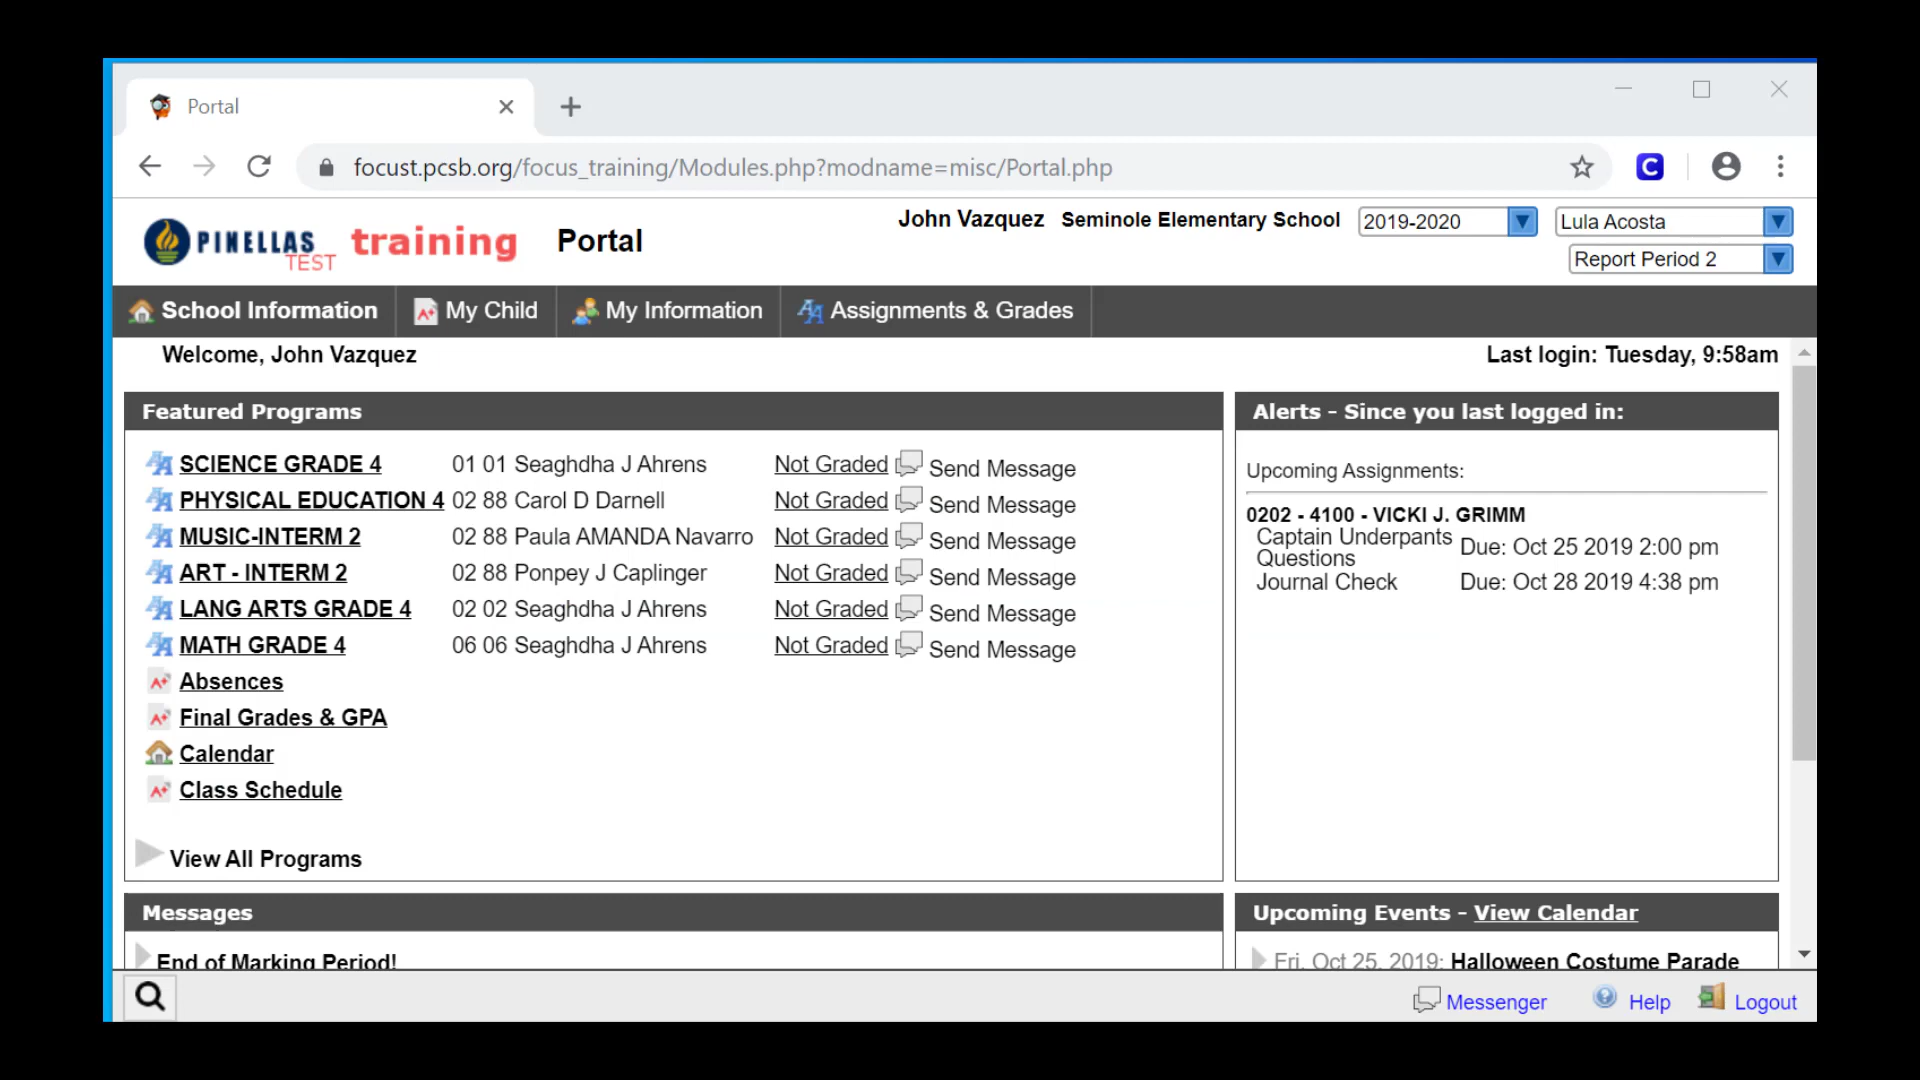 Portal
focust.pcsb.org/focus_training/Modules.php?modname=misc/Portal.php
C
PINELLAS
TEST
training
Portal
John Vazquez Seminole Elementary School 2019-2020 Lula Acosta
Report Period 2
School Information My Child My Information Assignments & Grades
Welcome, John Vazquez
Last login: Tuesday, 9:58am
Featured Programs
SCIENCE GRADE 4 01 01 Seaghdha J Ahrens Not Graded Send Message
PHYSICAL EDUCATION 4 02 88 Carol D Darnell Not Graded Send Message
MUSIC-INTERM 2 02 88 Paula AMANDA Navarro Not Graded Send Message
ART - INTERM 2 02 88 Ponpey J Caplinger Not Graded Send Message
LANG ARTS GRADE 4 02 02 Seaghdha J Ahrens Not Graded Send Message
MATH GRADE 4 06 06 Seaghdha J Ahrens Not Graded Send Message
Absences
Final Grades & GPA
Calendar
Class Schedule
View All Programs
Alerts - Since you last logged in:
Upcoming Assignments:
0202 - 4100 - VICKI J. GRIMM
Captain Underpants
Questions
Due: Oct 25 2019 2:00 pm
Journal Check Due: Oct 28 2019 4:38 pm
Messages
End of Marking Period!
Upcoming Events - View Calendar
Fri, Oct 25, 2019: Halloween Costume Parade
Messenger Help Logout